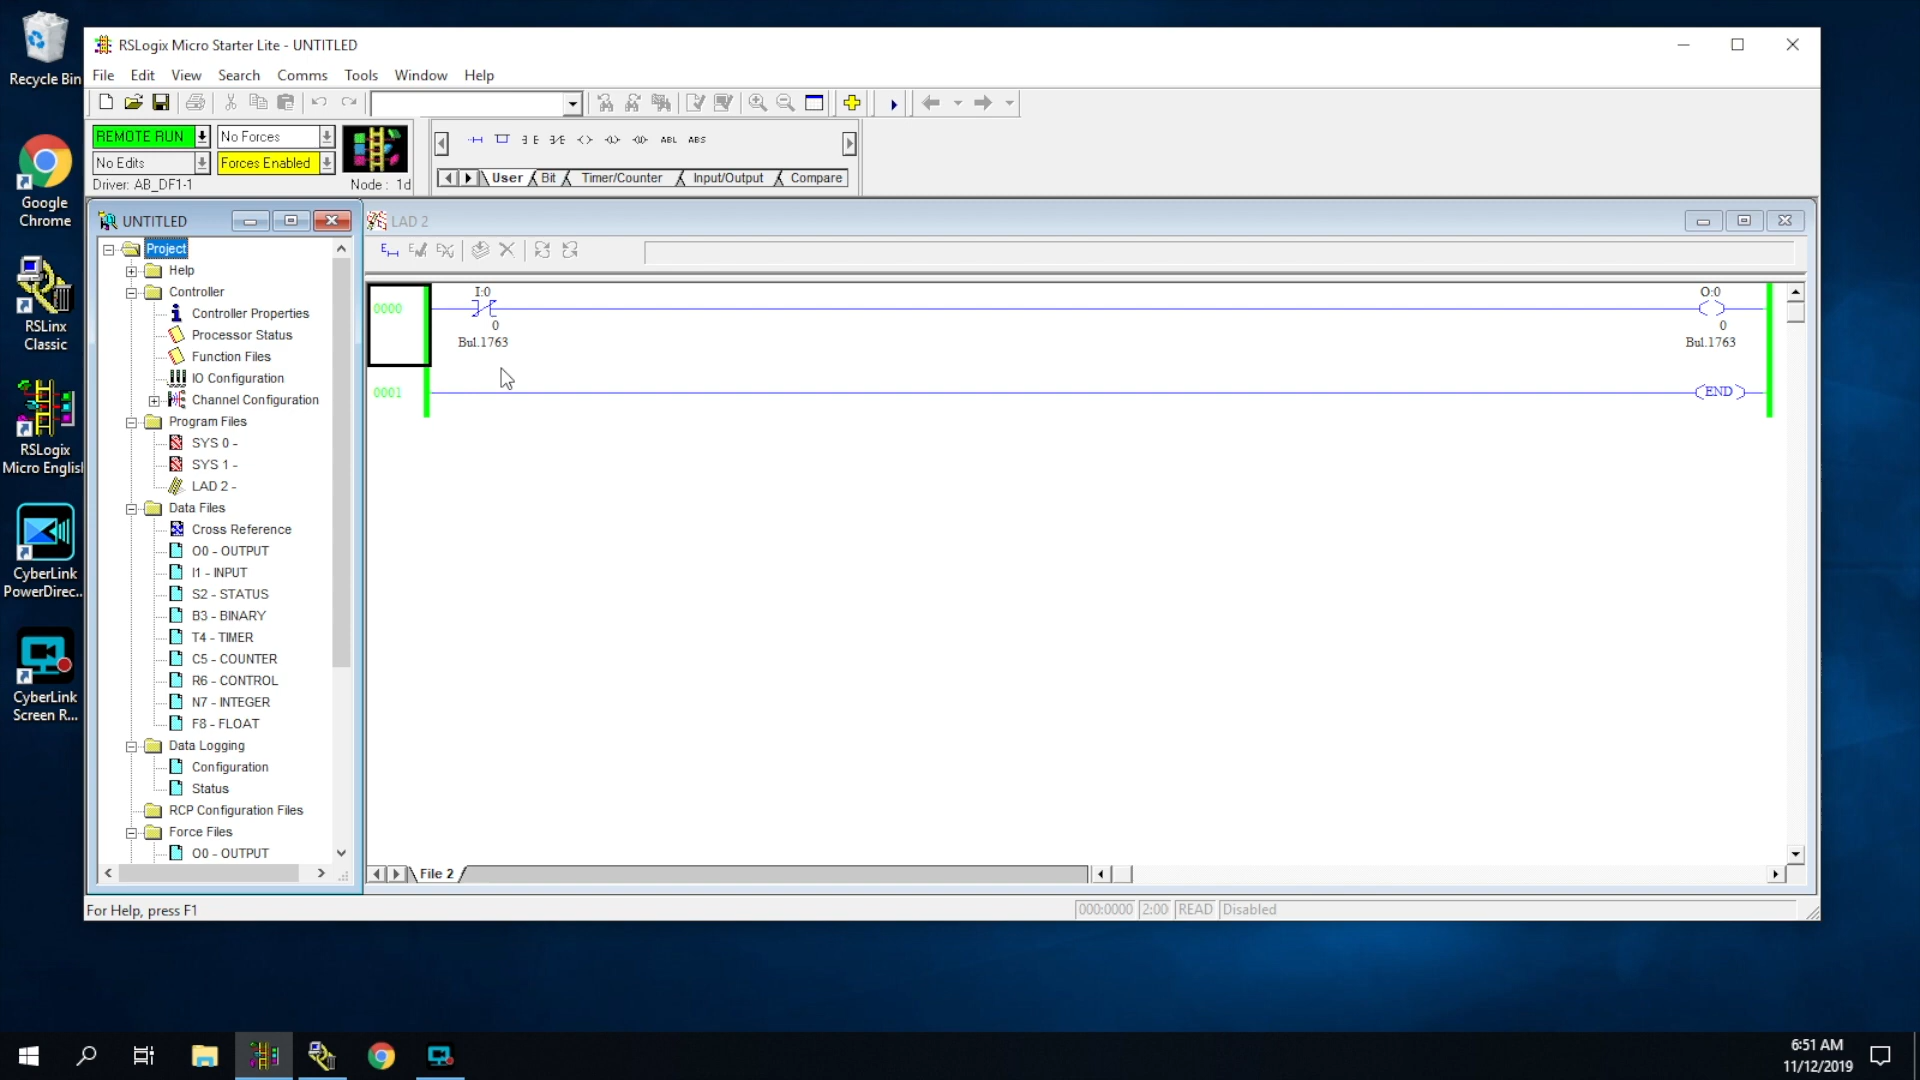 Recycle Bin
Google
Chrome
RSLinx
Classic
RSLogix
Micro English
CyberLink
PowerDirec...
CyberLink
Screen R...
RSLogix Micro Starter Lite - UNTITLED
File Edit View Search Comms Tools Window Help
REMOTE RUN No Forces
No Edits Forces Enabled
Driver: AB_DF1-1 Node : 1d
ABL ABS
User Bit Timer/Counter Input/Output Compare
UNTITLED
Project
Help
Controller
Controller Properties
Processor Status
Function Files
IO Configuration
Channel Configuration
Program Files
SYS 0 -
SYS 1 -
LAD 2 -
Data Files
Cross Reference
O0 - OUTPUT
I1 - INPUT
S2 - STATUS
B3 - BINARY
T4 - TIMER
C5 - COUNTER
R6 - CONTROL
N7 - INTEGER
F8 - FLOAT
Data Logging
Configuration
Status
RCP Configuration Files
Force Files
O0 - OUTPUT
LAD 2
0000
I:0
0
Bul.1763
O:0
0
Bul.1763
0001
END
File 2
For Help, press F1
000:0000 2:00 READ Disabled
6:51 AM
11/12/2019